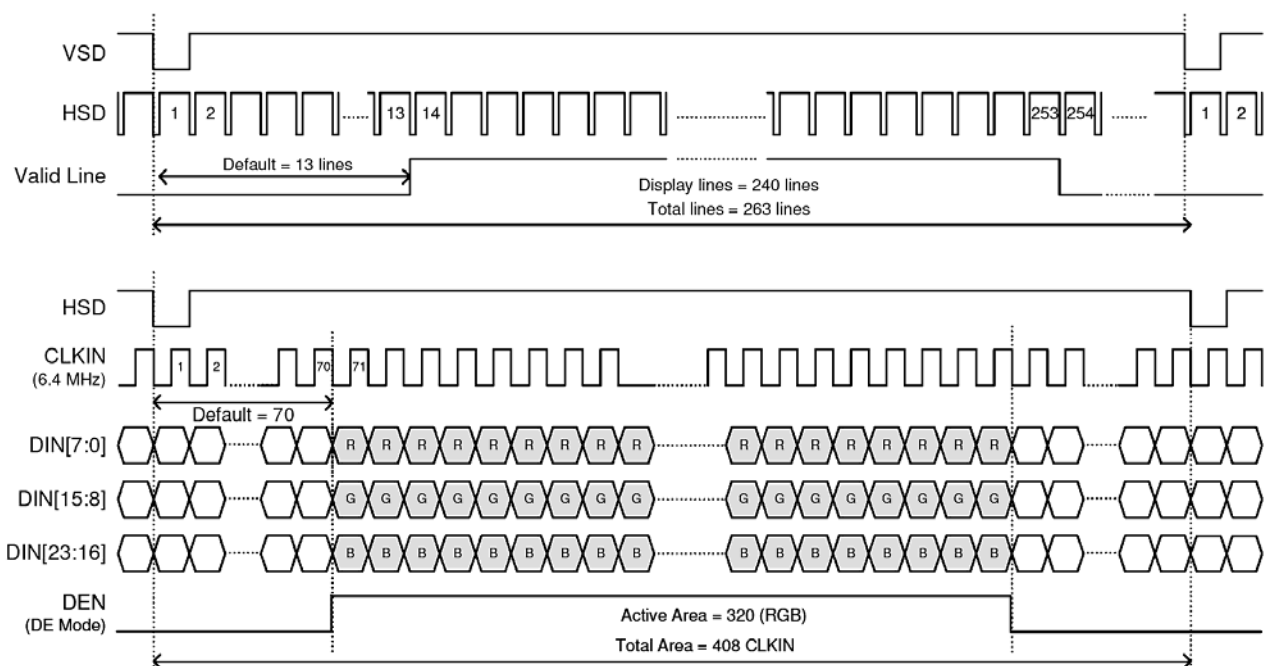 VSD
HSD 1 2 13 14 253 254 1 2
Valid Line
Default = 13 lines
Display lines = 240 lines
Total lines = 263 lines
HSD
CLKIN 1 2 70 71
(6.4 MHz)
Default = 70
DIN[7:0] R R R R R R R R R R R R R R R R R
DIN[15:8] G G G G G G G G G G G G G G G G G
DIN[23:16] B B B B B B B B B B B B B B B B B
DEN
(DE Mode)
Active Area = 320 (RGB)
Total Area = 408 CLKIN